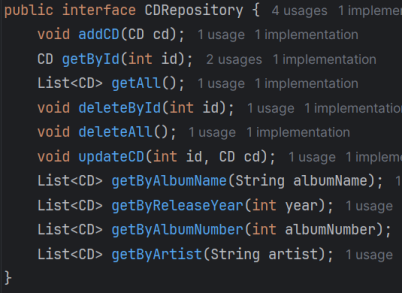 public interface CDRepository { 4 usages 1 implementation
void addCD(CD cd); 1 usage 1 implementation
CD getById(int id); 2 usages 1 implementation
List<CD> getAll(); 1 usage 1 implementation
void deleteById(int id); 1 usage 1 implementation
void deleteAll(); 1 usage 1 implementation
void updateCD(int id, CD cd); 1 usage 1 implem
List<CD> getByAlbumName(String albumName); 1
List<CD> getByReleaseYear(int year); 1 usage
List<CD> getByAlbumNumber(int albumNumber);
List<CD> getByArtist(String artist); 1 usage
}